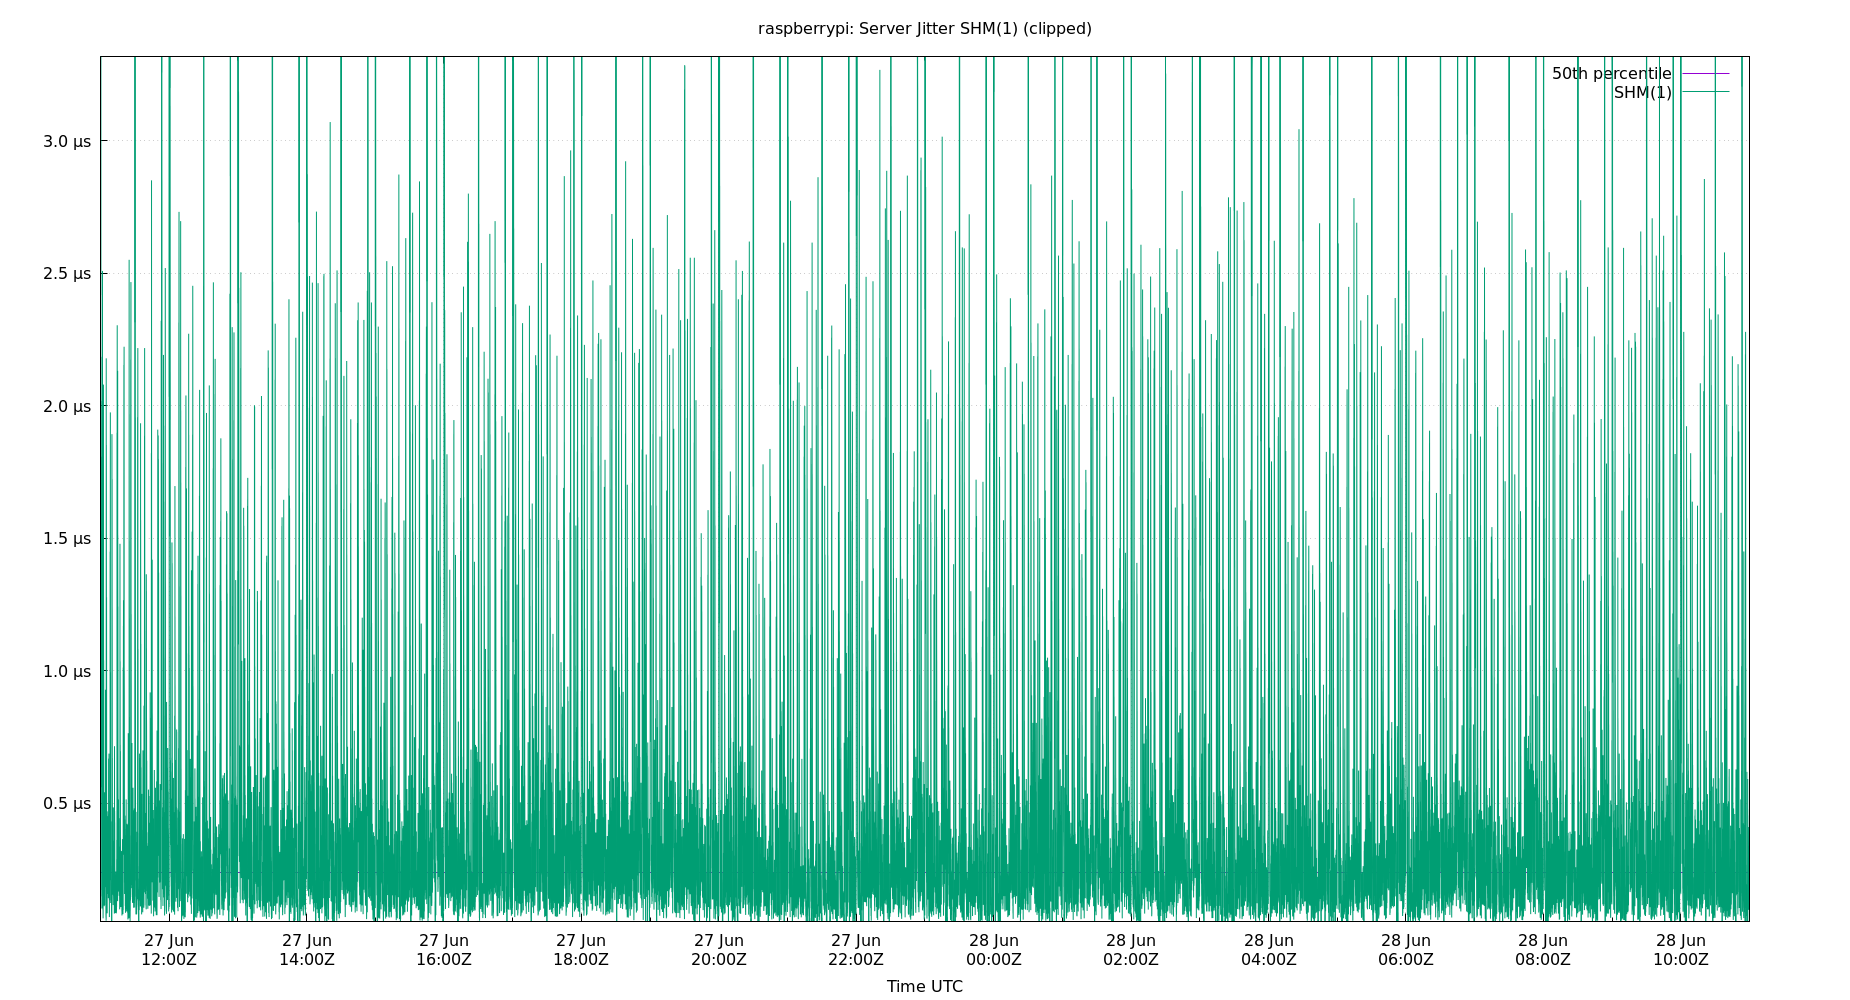 raspberrypi: Server Jitter SHM(1) (clipped)
50th percentile
SHM(1)
3.0 µs
2.5 µs
2.0 µs
1.5 µs
1.0 µs
0.5 µs
27 Jun 27 Jun 27 Jun 27 Jun 27 Jun 27 Jun 28 Jun 28 Jun 28 Jun 28 Jun 28 Jun 28 Jun
12:00Z 14:00Z 16:00Z 18:00Z 20:00Z 22:00Z 00:00Z 02:00Z 04:00Z 06:00Z 08:00Z 10:00Z
Time UTC